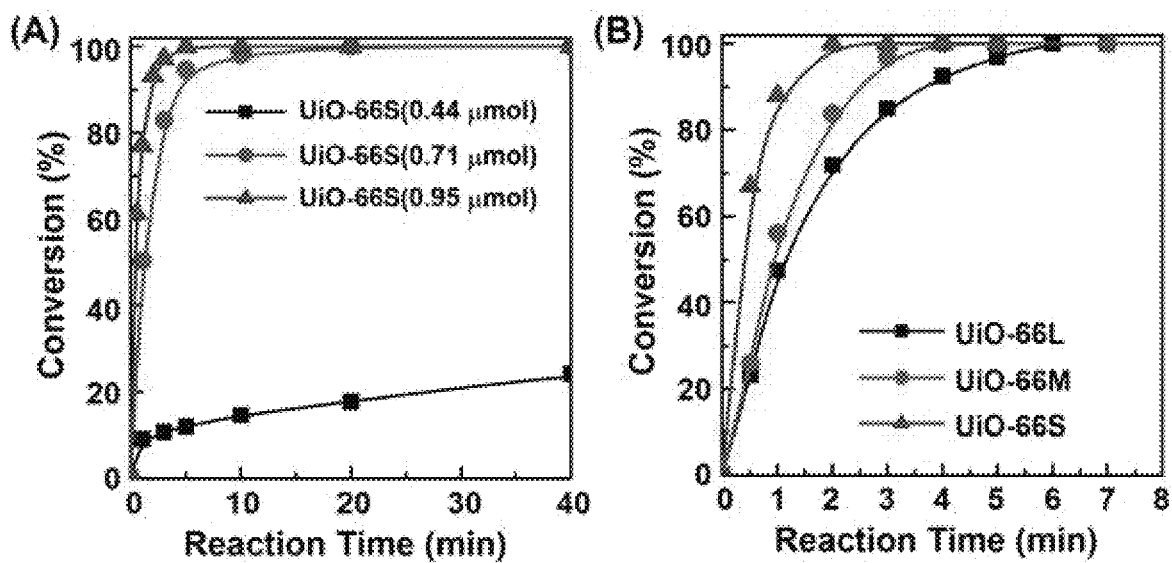 (A)
Conversion (%)
100
80
60
40
20
0
UiO-66S(0.44 μmol)
UiO-66S(0.71 μmol)
UiO-66S(0.95 μmol)
0 10 20 30 40
Reaction Time (min)
(B)
Conversion (%)
100
80
60
40
20
0
UiO-66L
UiO-66M
UiO-66S
0 1 2 3 4 5 6 7 8
Reaction Time (min)